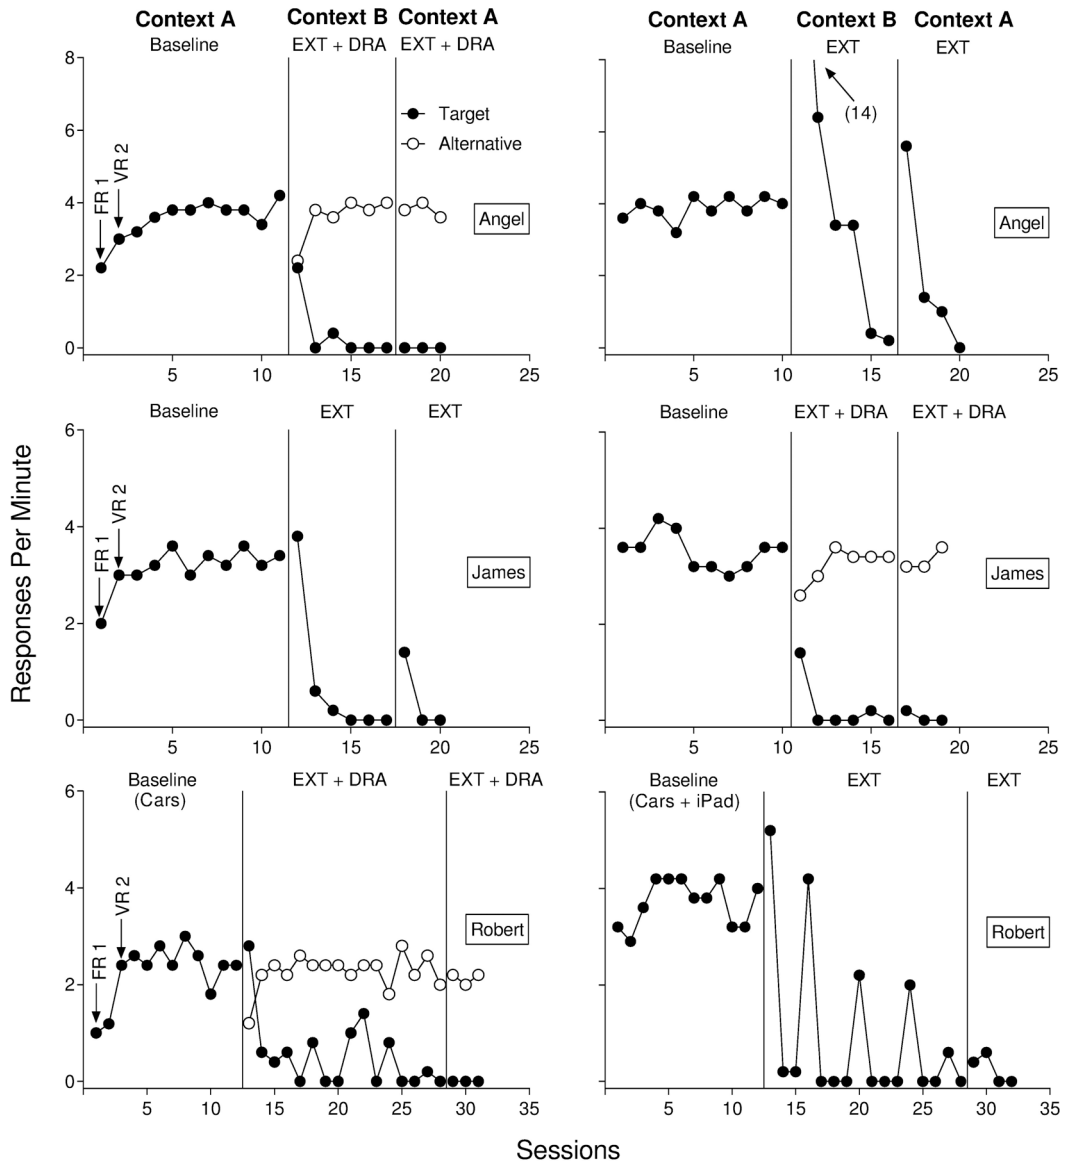 Context A Context B Context A
Baseline EXT + DRA EXT + DRA
8
6
4
2
0
FR 1
VR 2
Target
Alternative
Angel
5 10 15 20 25
Context A Context B Context A
Baseline EXT EXT
(14)
Angel
5 10 15 20 25
Responses Per Minute
Baseline EXT EXT
6
4
2
0
FR 1
VR 2
James
5 10 15 20 25
Baseline EXT + DRA EXT + DRA
James
5 10 15 20 25
Baseline EXT + DRA EXT + DRA
(Cars)
6
4
2
0
FR 1
VR 2
Robert
5 10 15 20 25 30 35
Baseline EXT EXT
(Cars + iPad)
Robert
5 10 15 20 25 30 35
Sessions